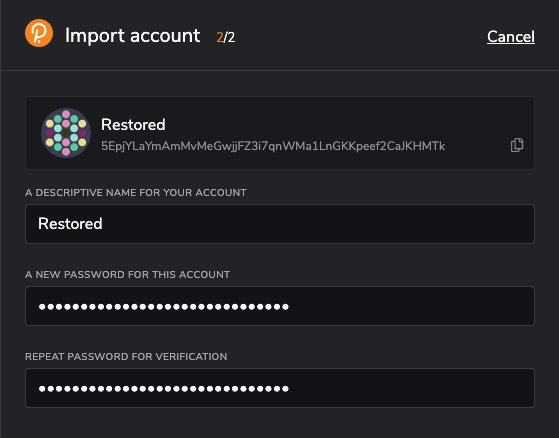 Import account 2/2 Cancel
Restored
5EpjYLaYmAmMvMeGwjjFZ3i7qnWMa1LnGKKpeef2CaJKHMTk
A DESCRIPTIVE NAME FOR YOUR ACCOUNT
Restored
A NEW PASSWORD FOR THIS ACCOUNT
REPEAT PASSWORD FOR VERIFICATION